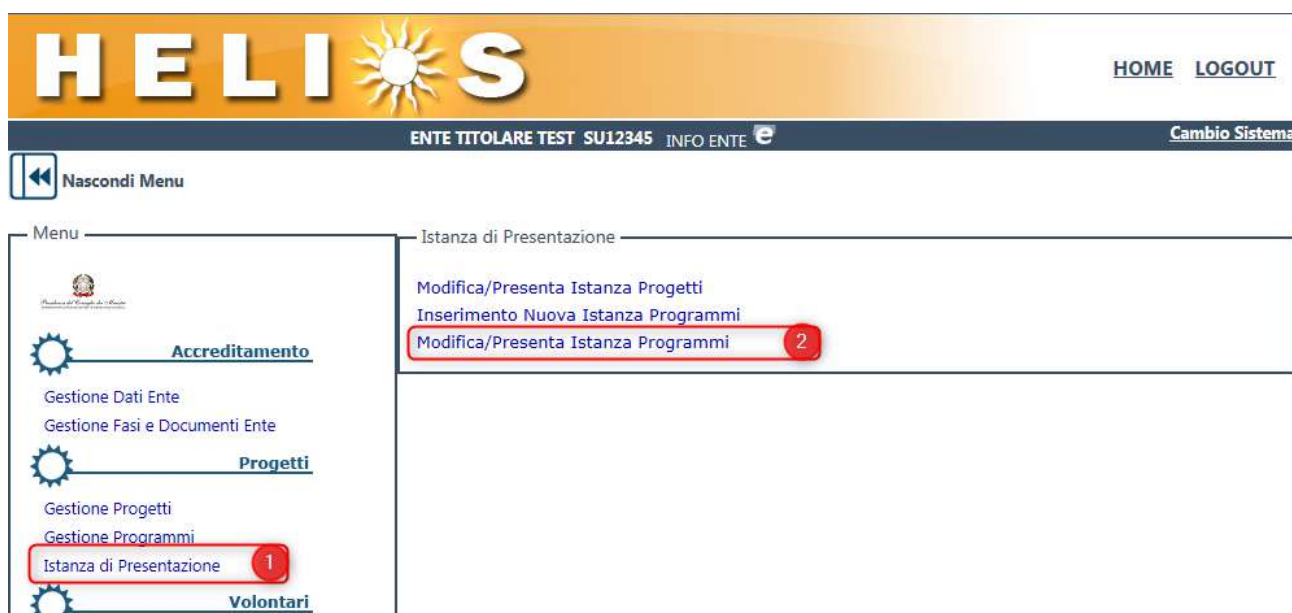 HELIOS
HOME LOGOUT
ENTE TITOLARE TEST SU12345 INFO ENTE e
Cambio Sistema
Nascondi Menu
Menu
Accreditamento
Gestione Dati Ente
Gestione Fasi e Documenti Ente
Progetti
Gestione Progetti
Gestione Programmi
Istanza di Presentazione 1
Volontari
Istanza di Presentazione
Modifica/Presenta Istanza Progetti
Inserimento Nuova Istanza Programmi
Modifica/Presenta Istanza Programmi 2